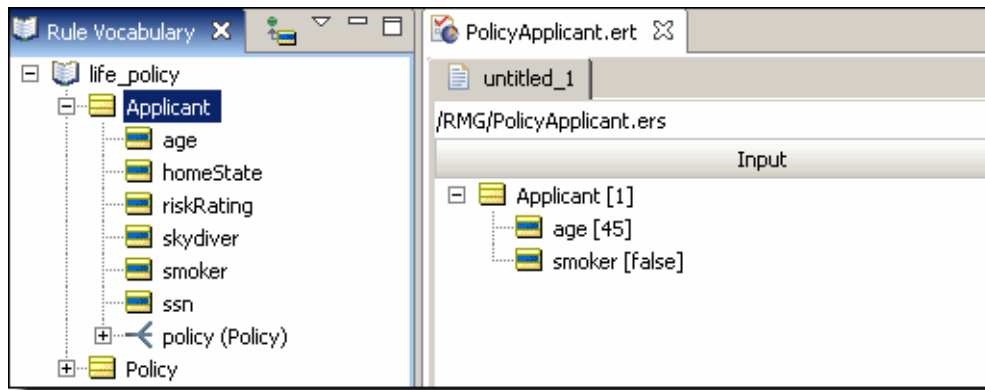 Rule Vocabulary
life_policy
Applicant
age
homeState
riskRating
skydiver
smoker
ssn
policy (Policy)
Policy
PolicyApplicant.ert
untitled_1
/RMG/PolicyApplicant.ers
Input
Applicant [1]
age [45]
smoker [false]